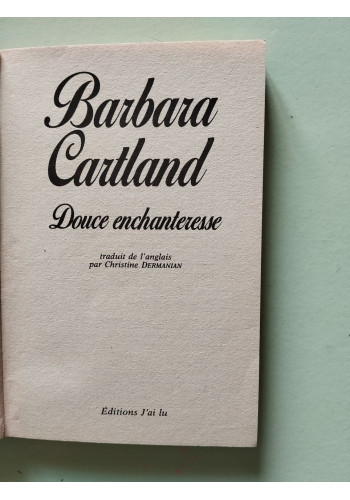 Barbara
Cartland
Douce enchanteresse
traduit de l'anglais
par Christine DERMANIAN
Éditions J'ai lu